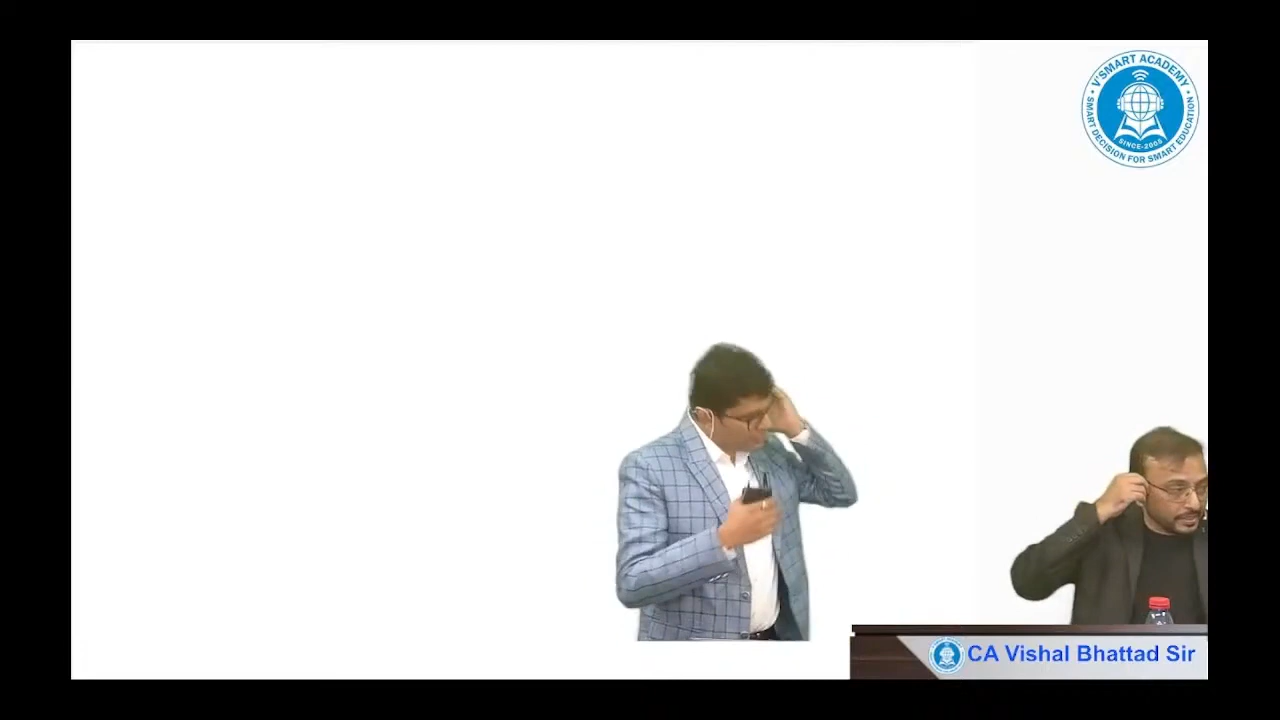 V'SMART ACADEMY
SMART DECISION FOR SMART EDUCATION
SINCE-2005
CA Vishal Bhattad Sir